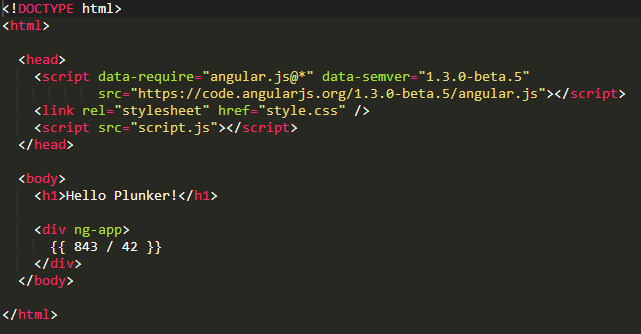 <!DOCTYPE html>
<html>
<head>
<script data-require="angular.js@*" data-semver="1.3.0-beta.5"
src="https://code.angularjs.org/1.3.0-beta.5/angular.js"></script>
<link rel="stylesheet" href="style.css" />
<script src="script.js"></script>
</head>
<body>
<h1>Hello Plunker!</h1>
<div ng-app>
{{ 843 / 42 }}
</div>
</body>
</html>